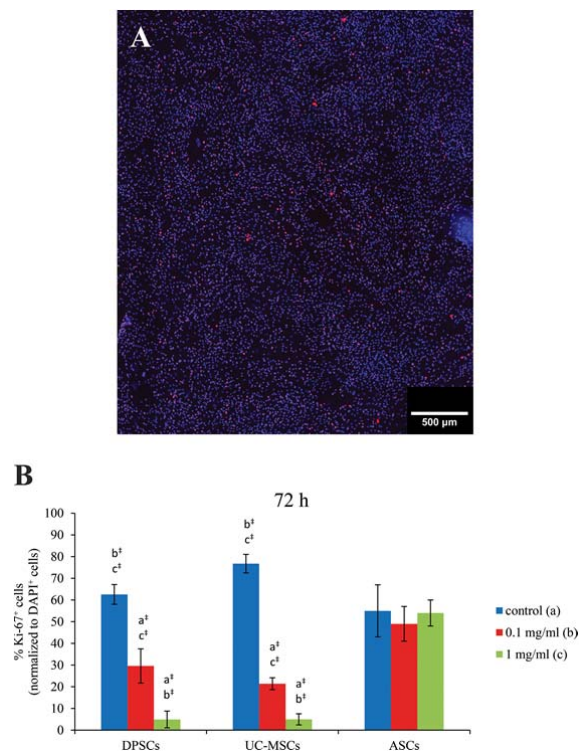 A
500 µm
B
72 h
% Ki-67⁺ cells
(normalized to DAPI⁺ cells)
100
90
80
70
60
50
40
30
20
10
0
b‡
c‡
a‡
c‡
a‡
b‡
b‡
c‡
a‡
c‡
a‡
b‡
DPSCs
UC-MSCs
ASCs
control (a)
0.1 mg/ml (b)
1 mg/ml (c)